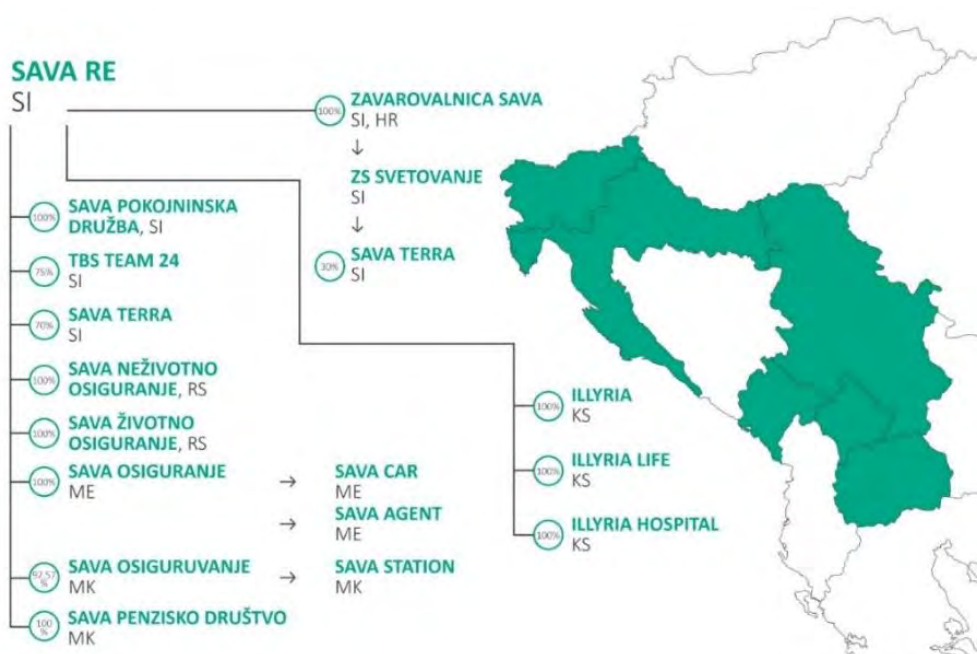 SAVA RE
SI
100%
ZAVAROVALNICA SAVA
SI, HR
↓
ZS SVETOVANJE
SI
↓
30%
SAVA TERRA
SI
100%
SAVA POKOJNINSKA
DRUŽBA, SI
75%
TBS TEAM 24
SI
70%
SAVA TERRA
SI
100%
SAVA NEŽIVOTNO
OSIGURANJE, RS
100%
SAVA ŽIVOTNO
OSIGURANJE, RS
100%
SAVA OSIGURANJE
ME
→
SAVA CAR
ME
→
SAVA AGENT
ME
92,57
%
SAVA OSIGURUVANJE
MK
→
SAVA STATION
MK
100
%
SAVA PENZISKO DRUŠTVO
MK
100%
ILLYRIA
KS
100%
ILLYRIA LIFE
KS
100%
ILLYRIA HOSPITAL
KS